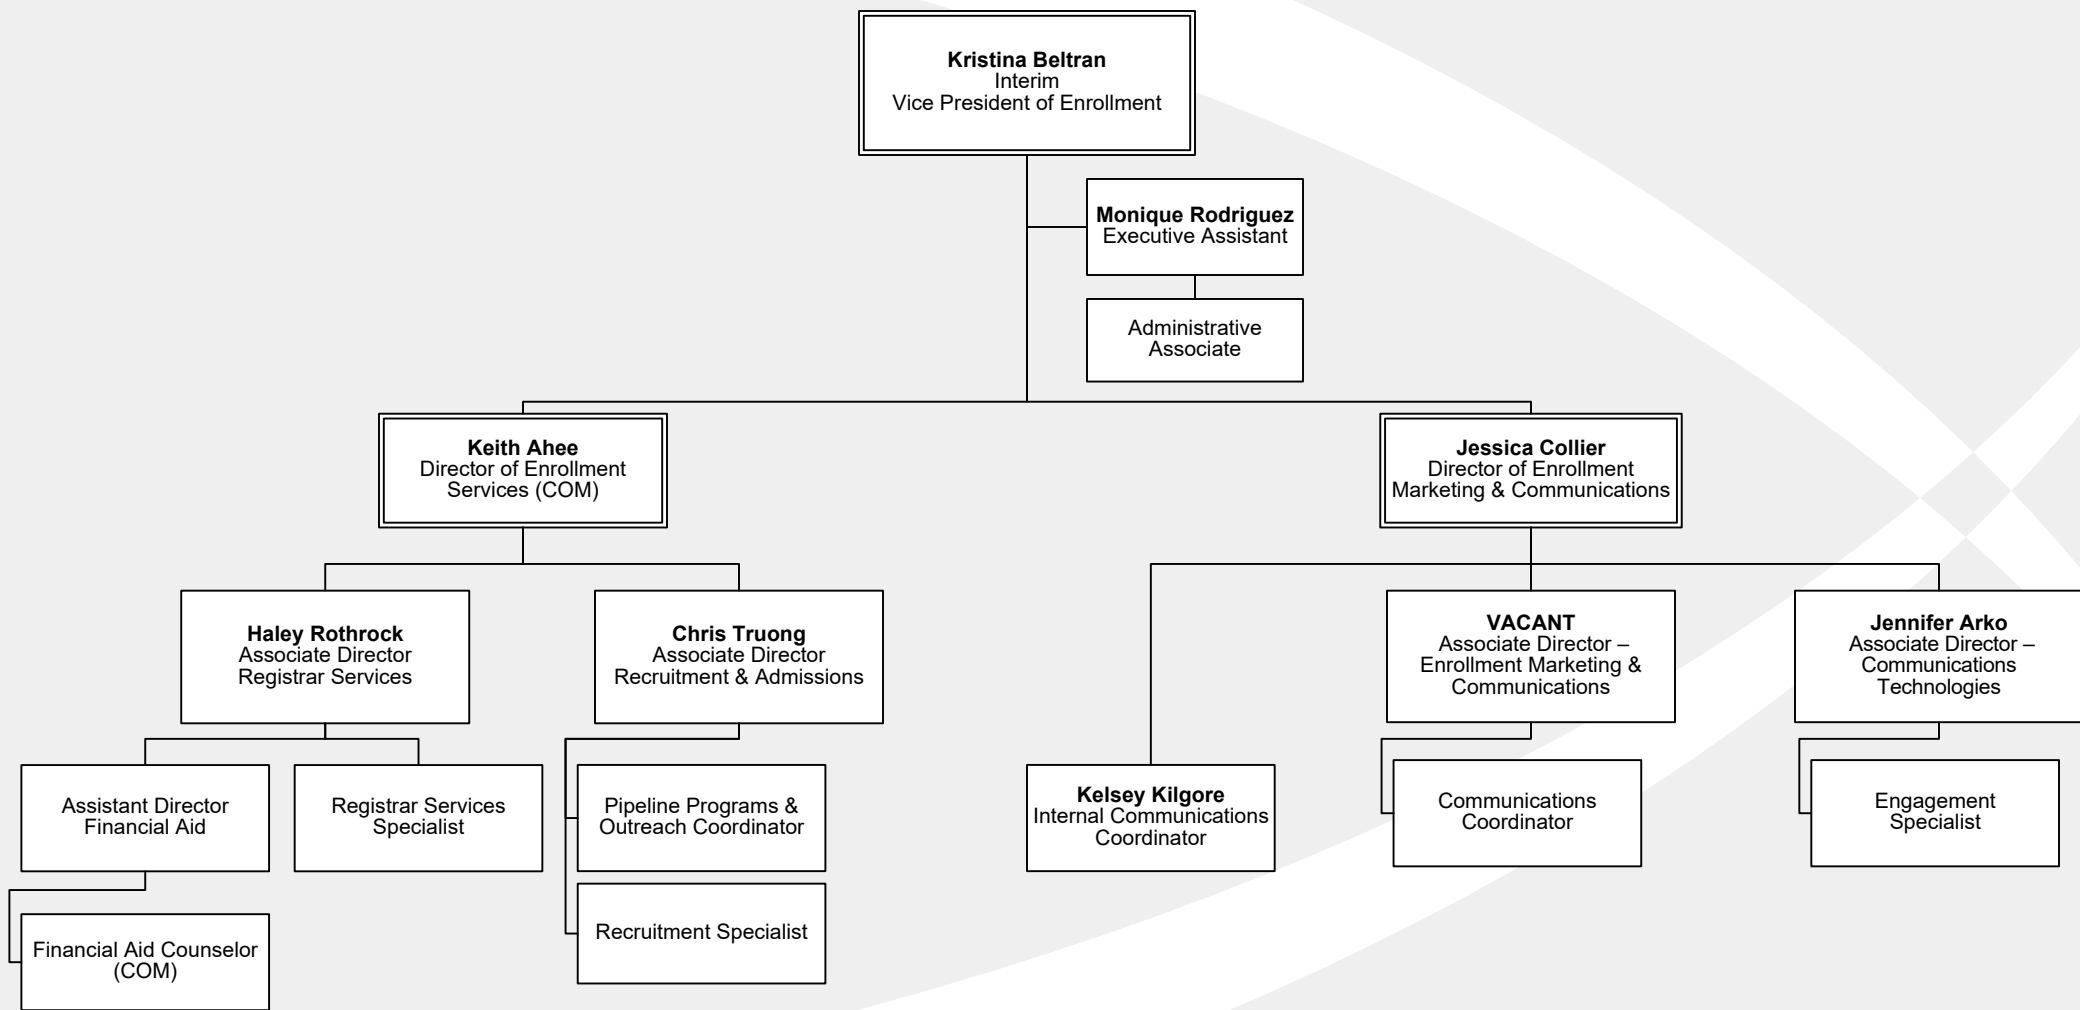 Kristina Beltran
Interim
Vice President of Enrollment
Monique Rodriguez
Executive Assistant
Administrative
Associate
Keith Ahee
Director of Enrollment
Services (COM)
Jessica Collier
Director of Enrollment
Marketing & Communications
Haley Rothrock
Associate Director
Registrar Services
Chris Truong
Associate Director
Recruitment & Admissions
VACANT
Associate Director –
Enrollment Marketing &
Communications
Jennifer Arko
Associate Director –
Communications
Technologies
Assistant Director
Financial Aid
Registrar Services
Specialist
Pipeline Programs &
Outreach Coordinator
Kelsey Kilgore
Internal Communications
Coordinator
Communications
Coordinator
Engagement
Specialist
Financial Aid Counselor
(COM)
Recruitment Specialist